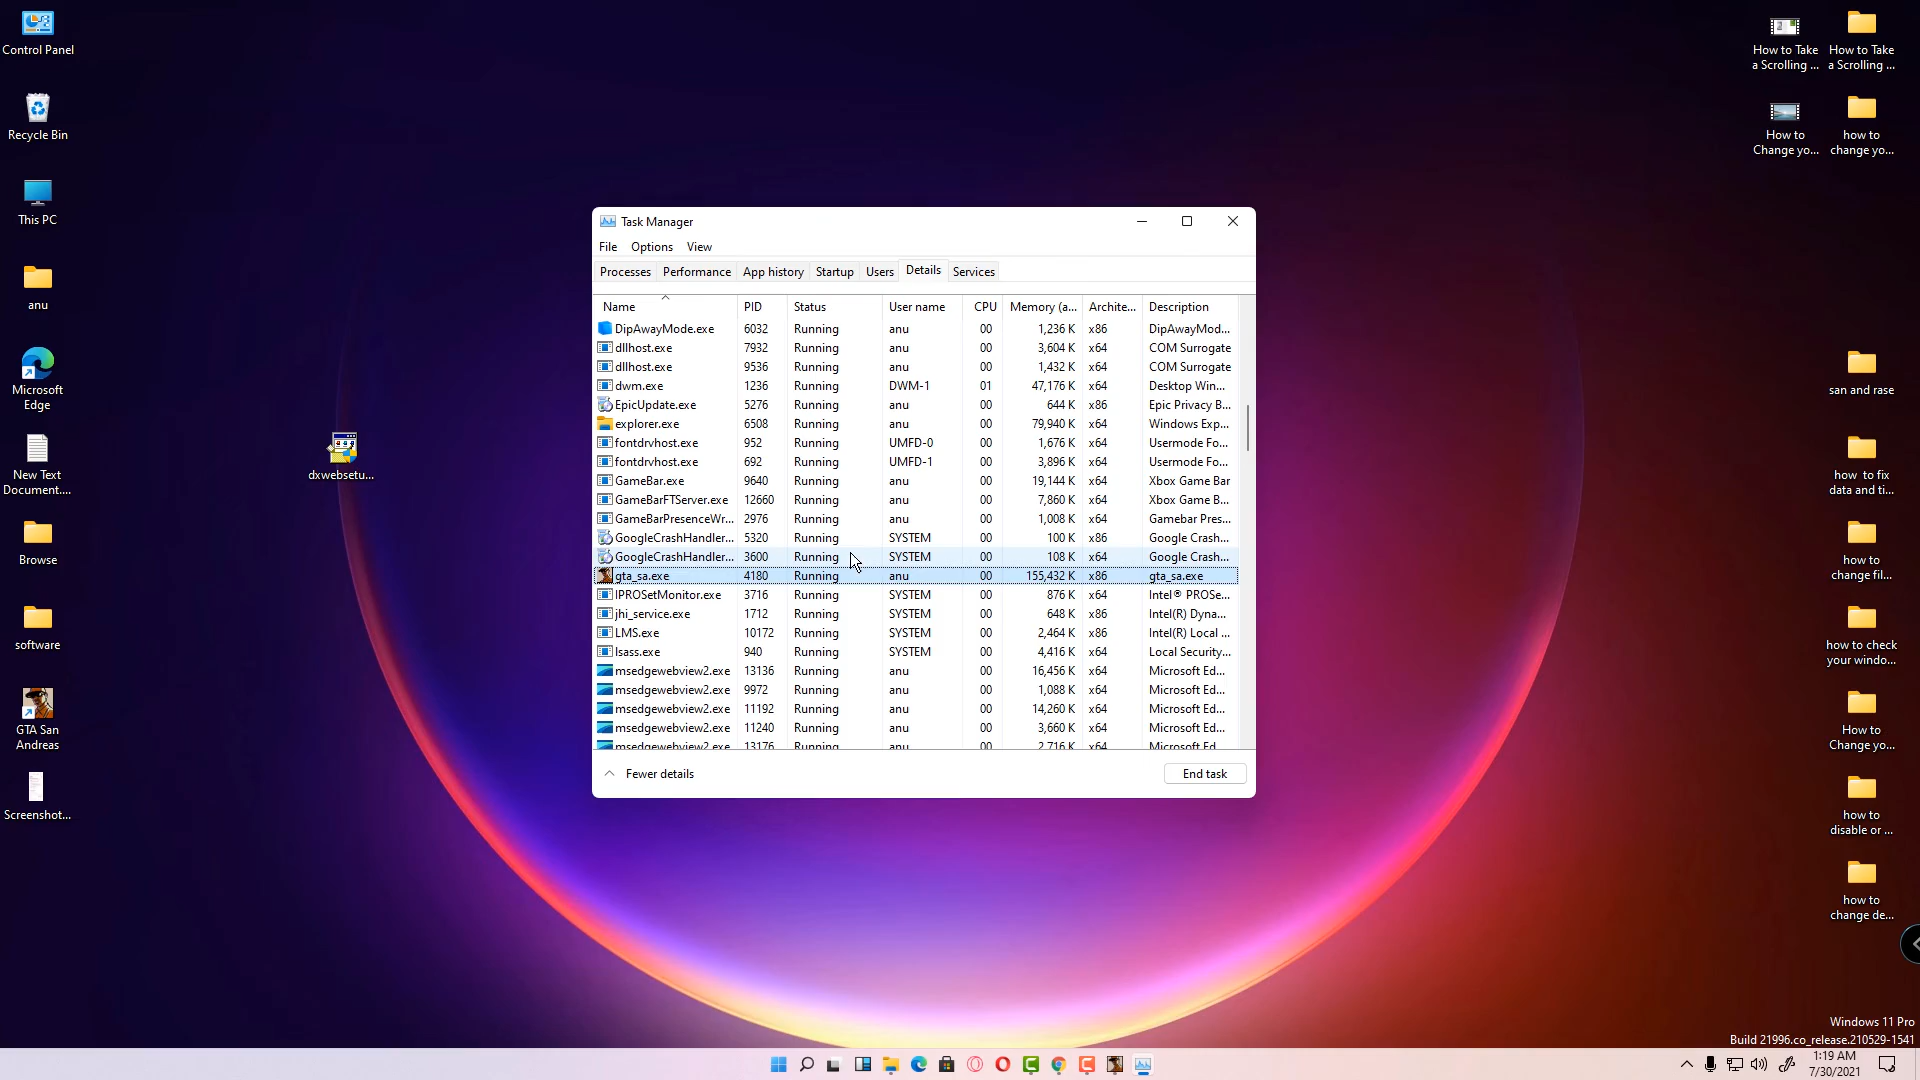 Control Panel
Recycle Bin
This PC
anu
Microsoft
Edge
New Text
Document....
Browse
software
GTA San
Andreas
Screenshot...
dxwebsetu...
Task Manager
File Options View
Processes Performance App history Startup Users Details Services
Name PID Status User name CPU Memory (a... Archite... Description
DipAwayMode.exe 6032 Running anu 00 1,236 K x86 DipAwayMod...
dllhost.exe 7932 Running anu 00 3,604 K x64 COM Surrogate
dllhost.exe 9536 Running anu 00 1,432 K x64 COM Surrogate
dwm.exe 1236 Running DWM-1 01 47,176 K x64 Desktop Win...
EpicUpdate.exe 5276 Running anu 00 644 K x86 Epic Privacy B...
explorer.exe 6508 Running anu 00 79,940 K x64 Windows Exp...
fontdrvhost.exe 952 Running UMFD-0 00 1,676 K x64 Usermode Fo...
fontdrvhost.exe 692 Running UMFD-1 00 3,896 K x64 Usermode Fo...
GameBar.exe 9640 Running anu 00 19,144 K x64 Xbox Game Bar
GameBarFTServer.exe 12660 Running anu 00 7,860 K x64 Xbox Game B...
GameBarPresenceWr... 2976 Running anu 00 1,008 K x64 Gamebar Pres...
GoogleCrashHandler... 5320 Running SYSTEM 00 100 K x86 Google Crash...
GoogleCrashHandler... 3600 Running SYSTEM 00 108 K x64 Google Crash...
gta_sa.exe 4180 Running anu 00 155,432 K x86 gta_sa.exe
IPROSetMonitor.exe 3716 Running SYSTEM 00 876 K x64 Intel® PROSe...
jhi_service.exe 1712 Running SYSTEM 00 648 K x86 Intel(R) Dyna...
LMS.exe 10172 Running SYSTEM 00 2,464 K x86 Intel(R) Local ...
lsass.exe 940 Running SYSTEM 00 4,416 K x64 Local Security...
msedgewebview2.exe 13136 Running anu 00 16,456 K x64 Microsoft Ed...
msedgewebview2.exe 9972 Running anu 00 1,088 K x64 Microsoft Ed...
msedgewebview2.exe 11192 Running anu 00 14,260 K x64 Microsoft Ed...
msedgewebview2.exe 11240 Running anu 00 3,660 K x64 Microsoft Ed...
msedgewebview2.exe 13176 Running anu 00 2,716 K x64 Microsoft Ed
Fewer details End task
How to Take
a Scrolling ...
How to Take
a Scrolling ...
How to
Change yo...
how to
change yo...
san and rase
how to fix
data and ti...
how to
change fil...
how to check
your windo...
How to
Change yo...
how to
disable or ...
how to
change de...
Windows 11 Pro
Build 21996.co_release.210529-1541
1:19 AM
7/30/2021